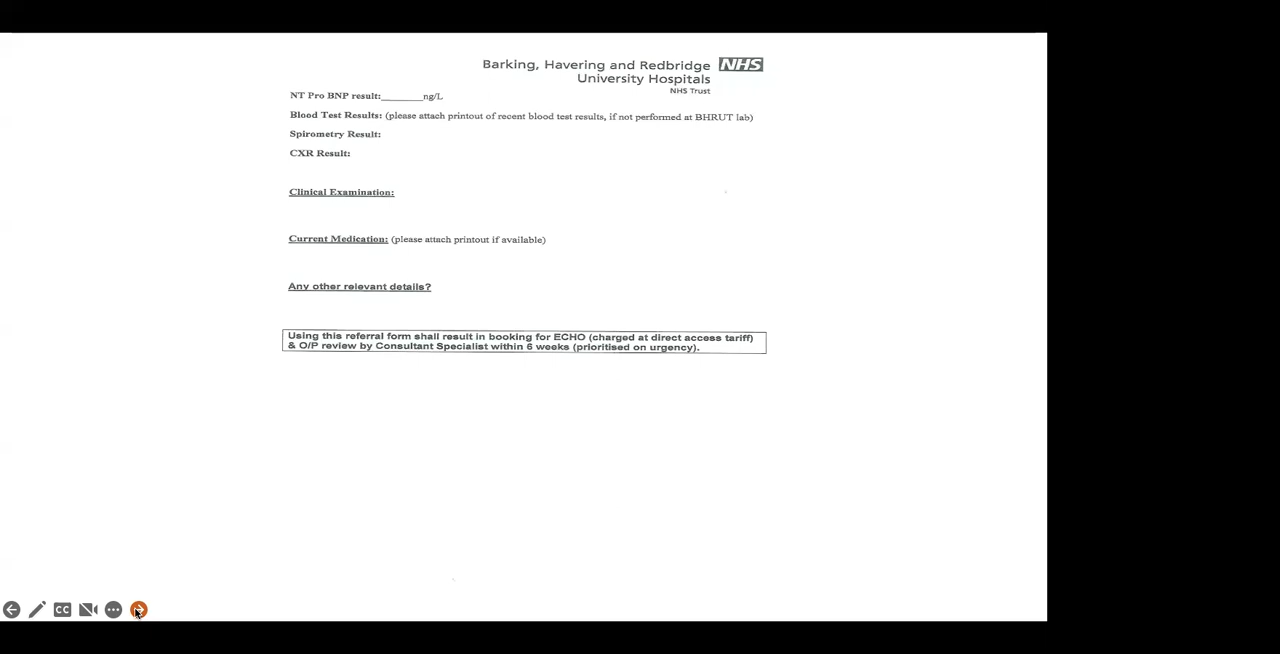 Barking, Havering and Redbridge NHS
University Hospitals
NHS Trust
NT Pro BNP result:_______ng/L
Blood Test Results: (please attach printout of recent blood test results, if not performed at BHRUT lab)
Spirometry Result:
CXR Result:
Clinical Examination:
Current Medication: (please attach printout if available)
Any other relevant details?
Using this referral form shall result in booking for ECHO (charged at direct access tariff)
& O/P review by Consultant Specialist within 6 weeks (prioritised on urgency).
CC